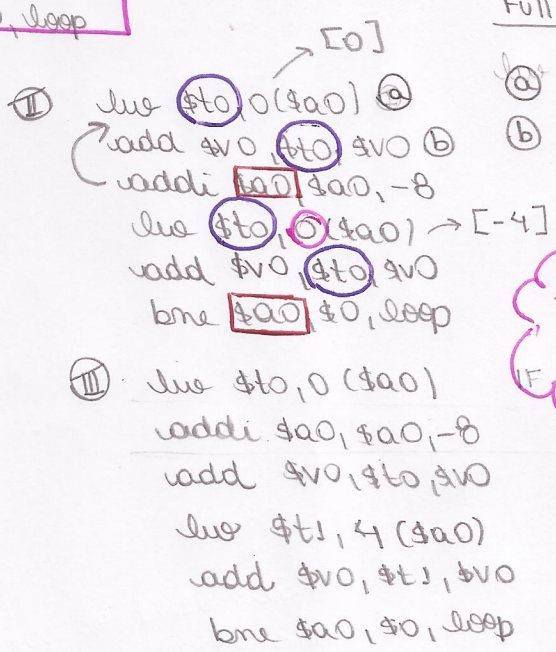 , loop
Full
[0]
II lw $t0, 0($a0) a
a
add $v0, $t0, $v0 b
b
addi $a0, $a0, -8
lw $t0, 0($a0) → [-4]
add $v0, $t0, $v0
bne $a0, $0, loop
IF
III lw $t0, 0($a0)
addi $a0, $a0, -8
add $v0, $t0, $v0
lw $t1, 4($a0)
add $v0, $t1, $v0
bne $a0, $0, loop